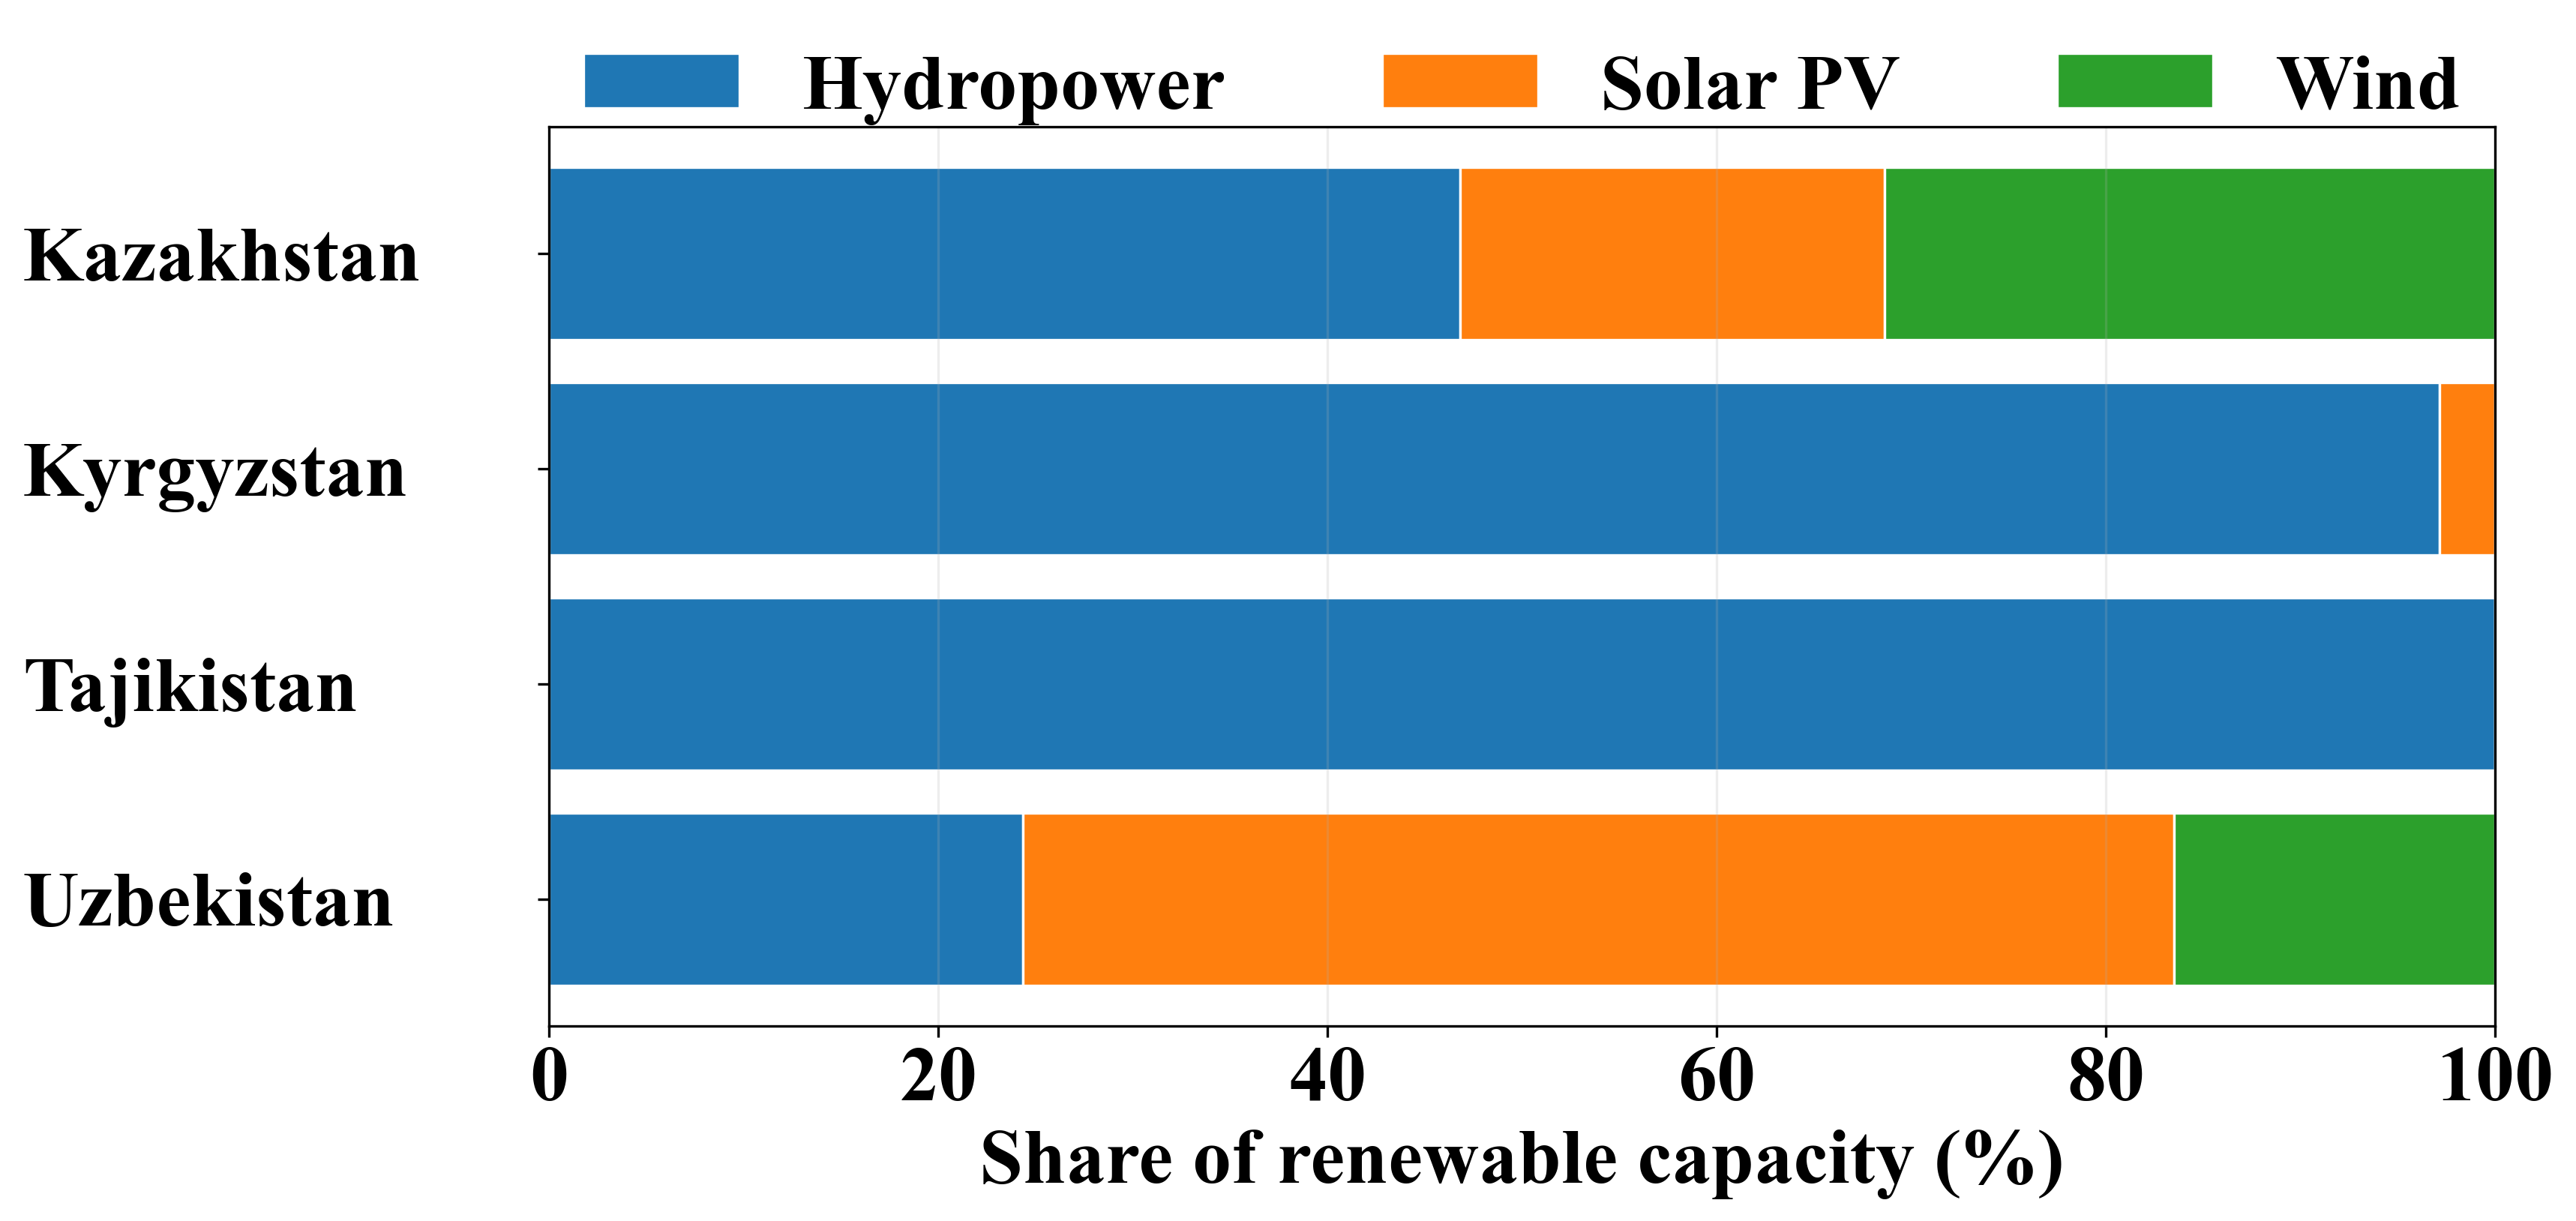 Hydropower Solar PV Wind
Kazakhstan
Kyrgyzstan
Tajikistan
Uzbekistan
0 20 40 60 80 100
Share of renewable capacity (%)